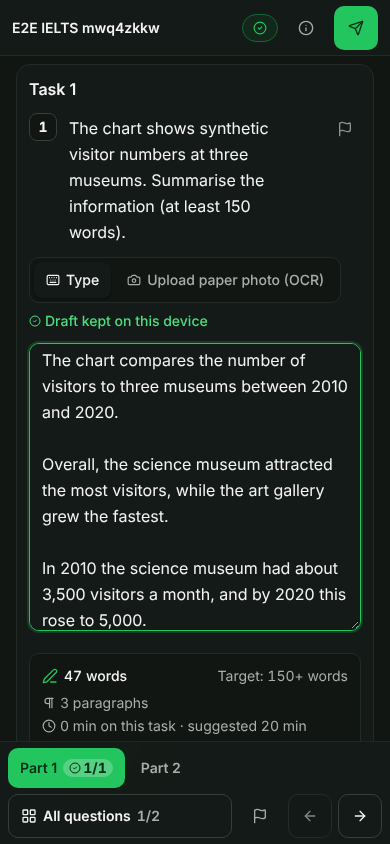 E2E IELTS mwq4zkkw
Task 1
1
The chart shows synthetic
visitor numbers at three
museums. Summarise the
information (at least 150
words).
Type
Upload paper photo (OCR)
Draft kept on this device
The chart compares the number of
visitors to three museums between 2010
and 2020.
Overall, the science museum attracted
the most visitors, while the art gallery
grew the fastest.
In 2010 the science museum had about
3,500 visitors a month, and by 2020 this
rose to 5,000.
47 words
Target: 150+ words
3 paragraphs
0 min on this task · suggested 20 min
Part 1 1/1
Part 2
All questions 1/2